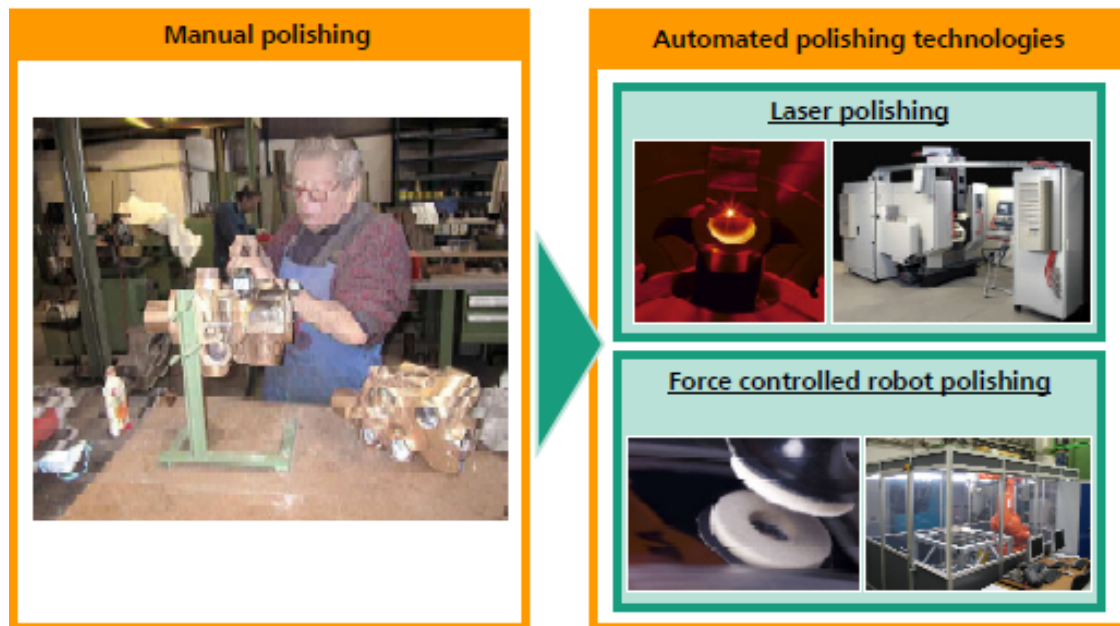 Manual polishing
Automated polishing technologies
Laser polishing
Force controlled robot polishing